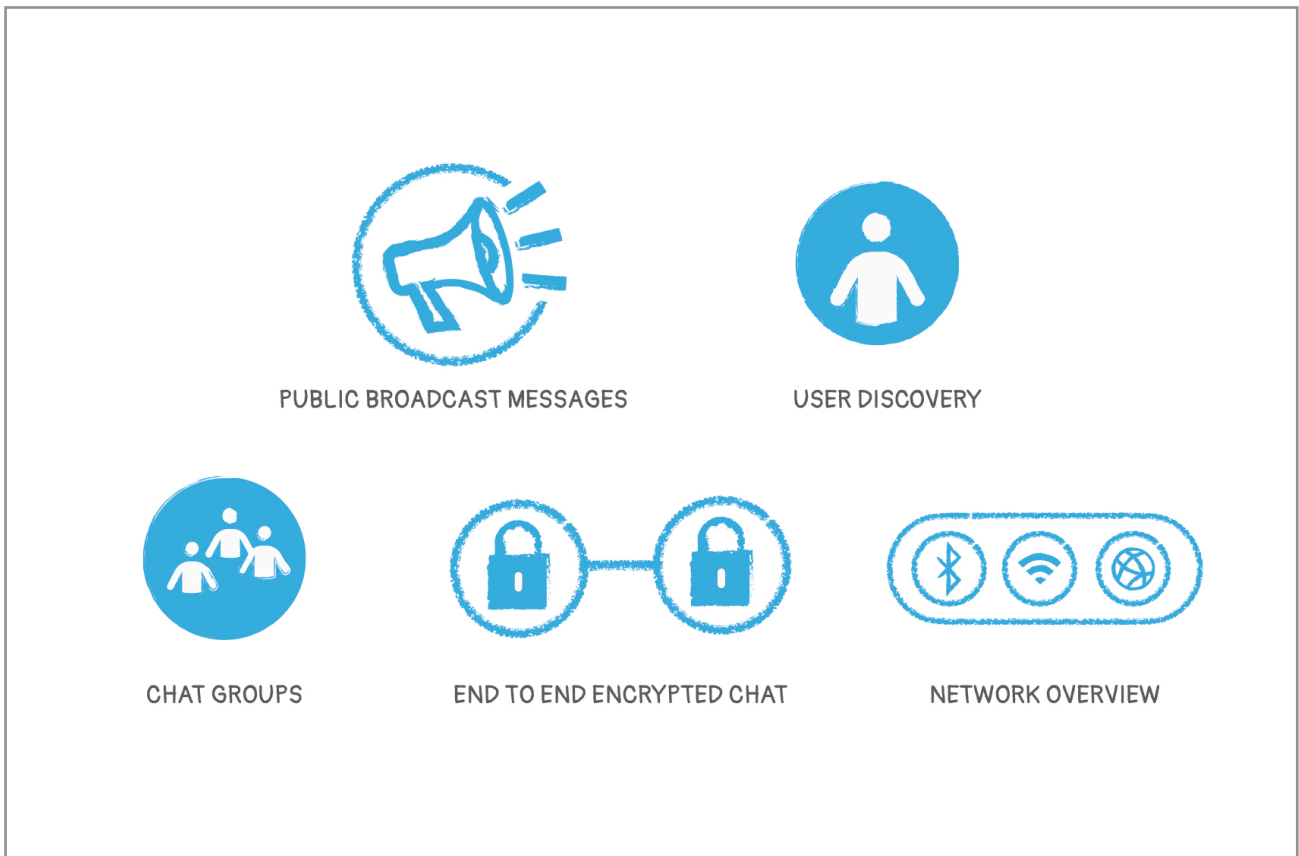 PUBLIC BROADCAST MESSAGES
USER DISCOVERY
CHAT GROUPS
END TO END ENCRYPTED CHAT
NETWORK OVERVIEW